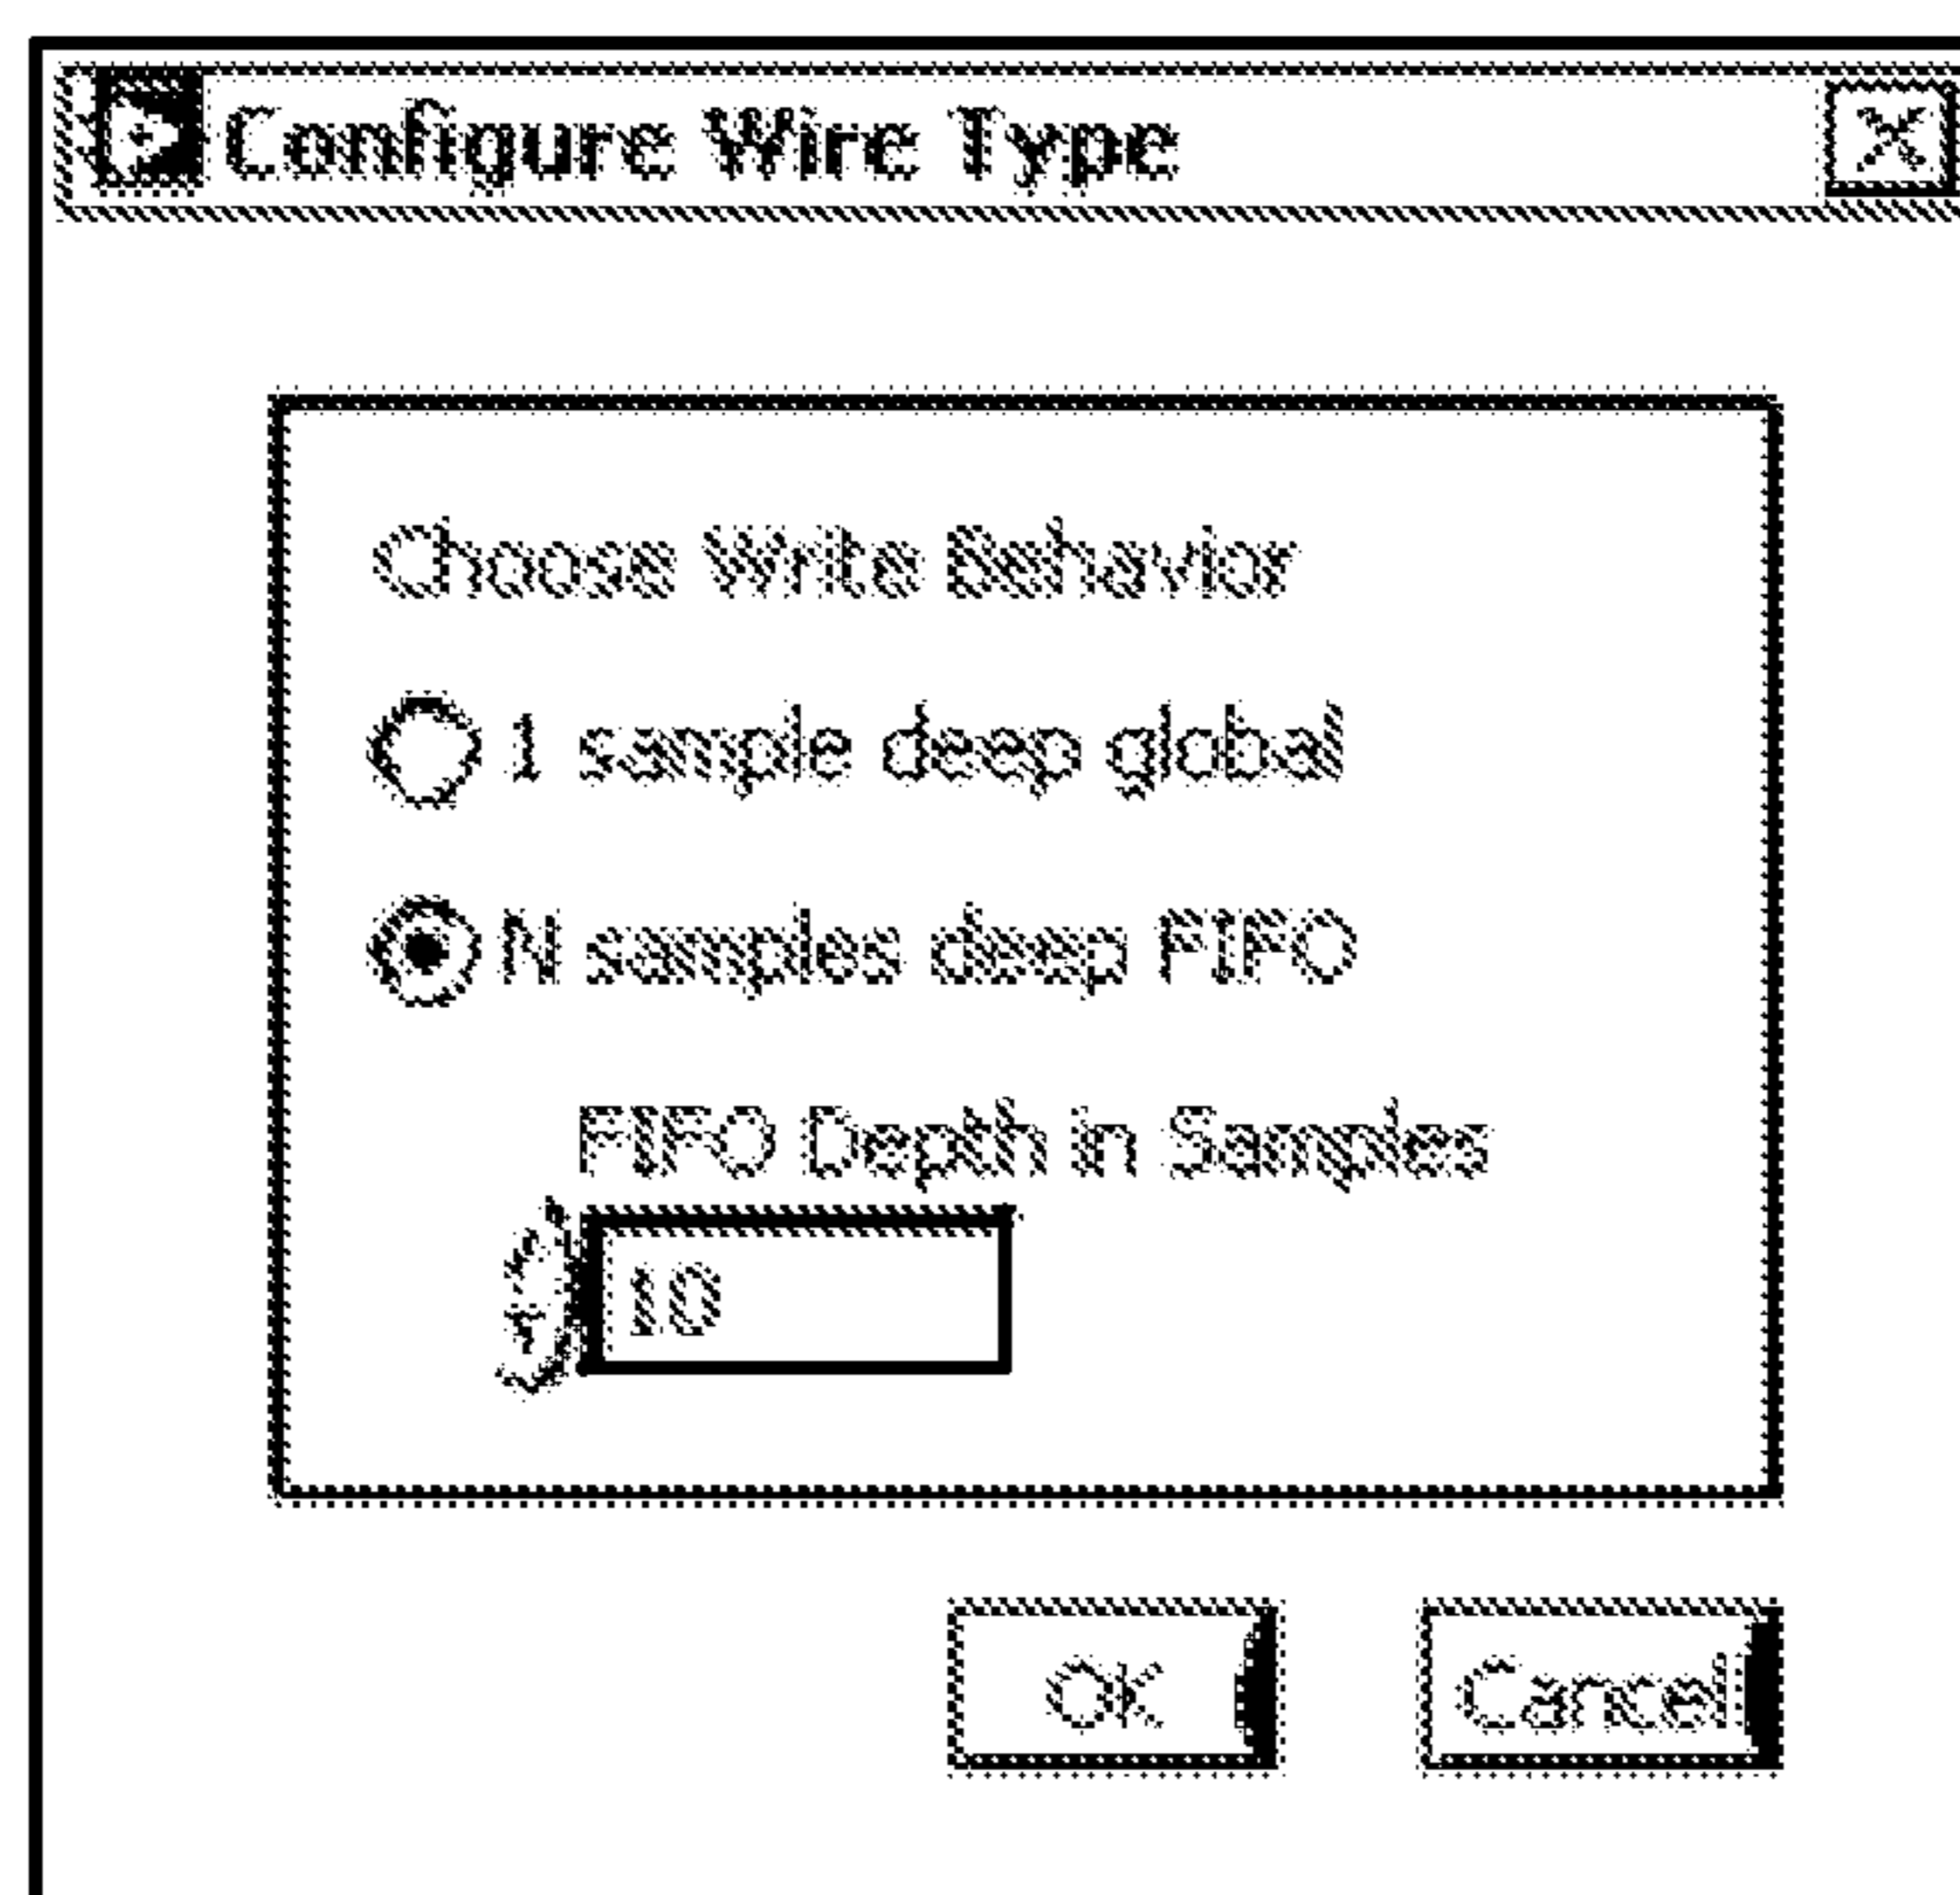 Configure Wire Type
Choose Write Behavior
1 sample deep global
N samples deep FIFO
FIFO Depth in Samples
10
OK Cancel